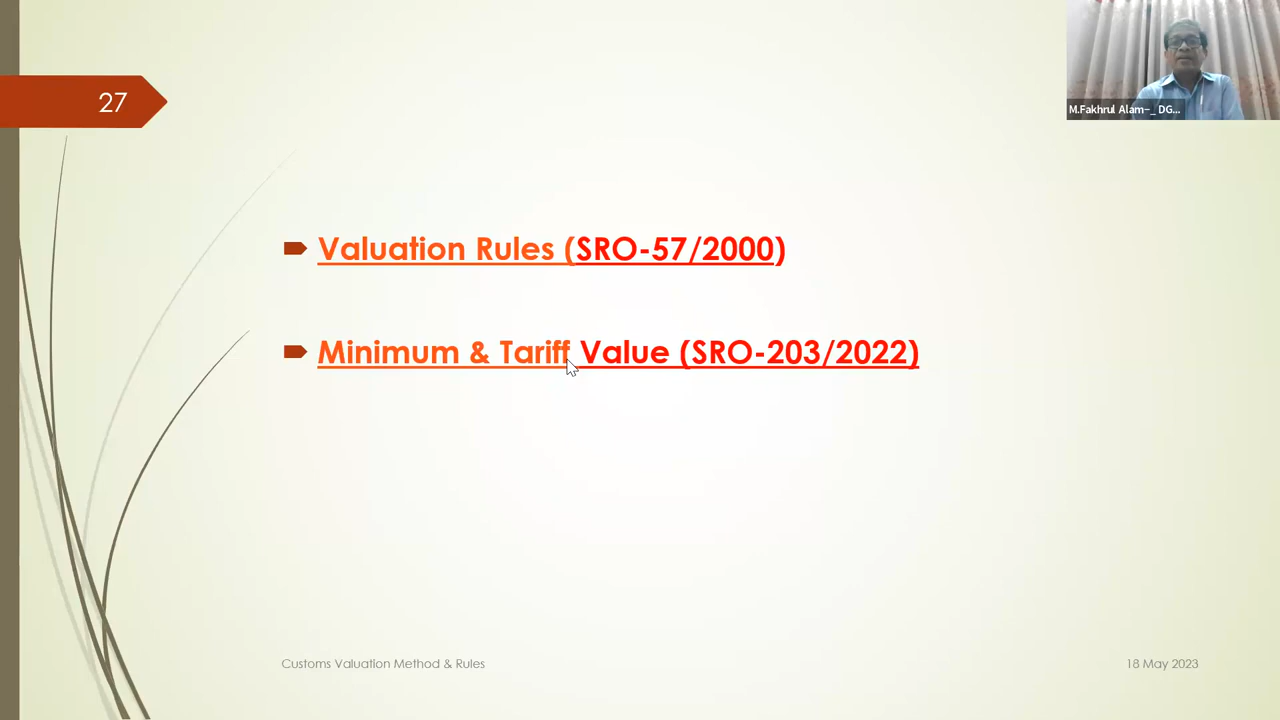 27
M.Fakhrul Alam-_ DG...
Valuation Rules (SRO-57/2000)
Minimum & Tariff Value (SRO-203/2022)
Customs Valuation Method & Rules
18 May 2023